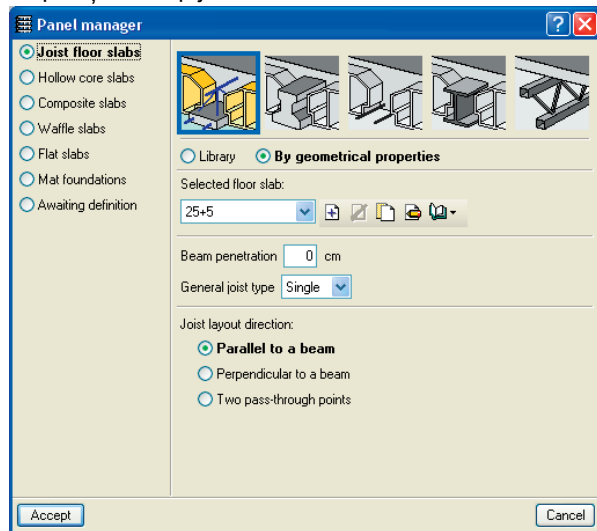 Panel manager
Joist floor slabs
Hollow core slabs
Composite slabs
Waffle slabs
Flat slabs
Mat foundations
Awaiting definition
Library By geometrical properties
Selected floor slab:
25+5
Beam penetration 0 cm
General joist type Single
Joist layout direction:
Parallel to a beam
Perpendicular to a beam
Two pass-through points
Accept Cancel